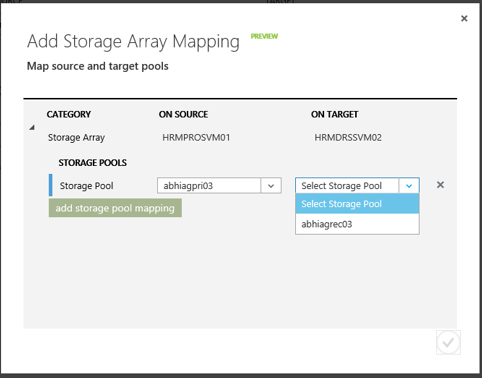 Add Storage Array Mapping PREVIEW
Map source and target pools
CATEGORY ON SOURCE ON TARGET
Storage Array HRMPROSVM01 HRMDRSSVM02
STORAGE POOLS
Storage Pool abhiagpri03 Select Storage Pool
Select Storage Pool
add storage pool mapping
abhiagrec03